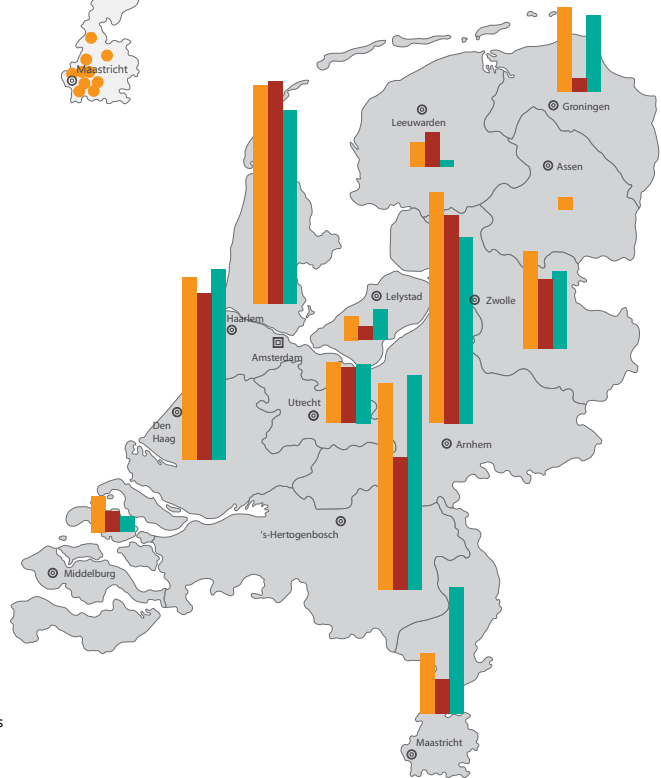 Maastricht
Groningen
Leeuwarden
Assen
Lelystad
Zwolle
Haarlem
Amsterdam
Utrecht
Den
Haag
Arnhem
's-Hertogenbosch
Middelburg
s
Maastricht